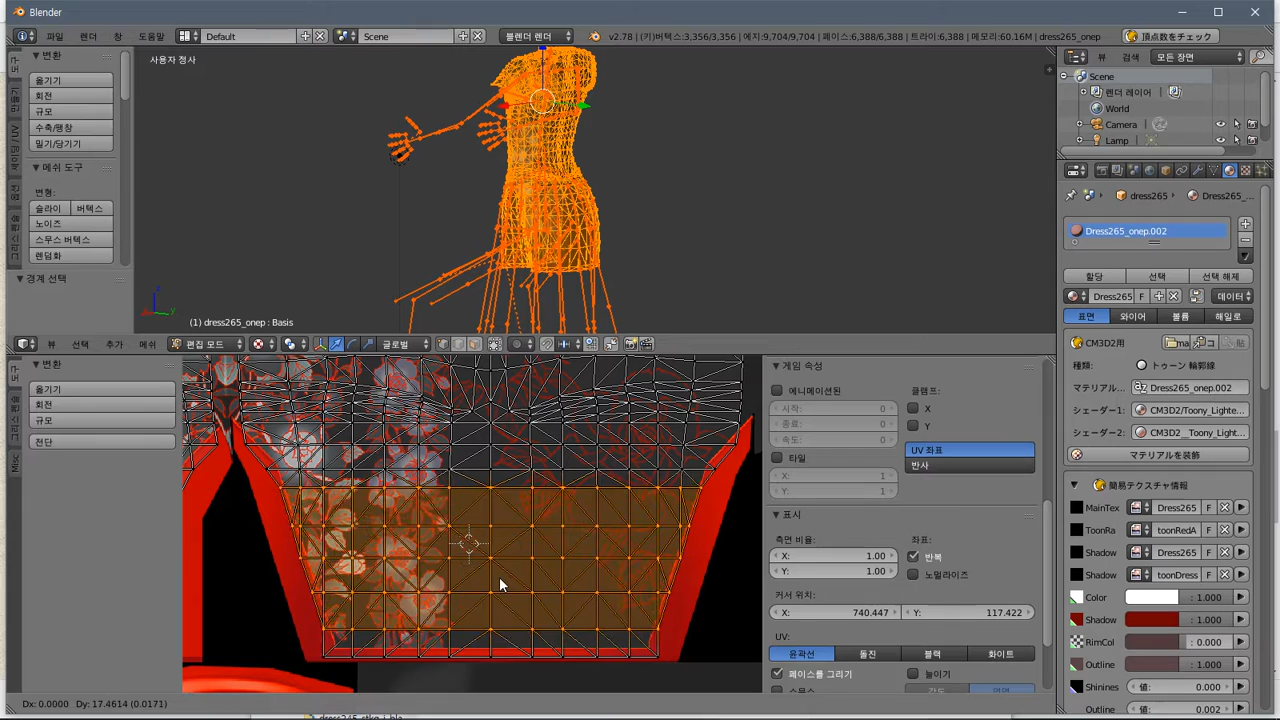 Blender
파일
렌더
창
도움말
Default
Scene
블렌더 렌더
v2.78 | (키)버텍스:3,356/3,356 | 에지:9,704/9,704 | 페이스:6,388/6,388 | 트라이:6,388 | 메모리:60.16M | dress265_onep
頂点数をチェック
변환
옮기기
회전
규모
수축/팽창
밀기/당기기
메쉬 도구
변형:
슬라이 버텍스
노이즈
스무스 버텍스
랜덤화
경계 선택
사용자 정사
(1) dress265_onep : Basis
뷰 선택 추가 메쉬
편집 모드
글로벌
변환
옮기기
회전
규모
전단
Misc
Dx: 0.0000 Dy: 17.4614 (0.0171)
게임 속성
애니메이션된
클램프:
시작: 0
종료: 0
속도: 0
X
Y
UV 좌표
반사
타일
X: 1
Y: 1
표시
측면 비율:
좌표:
X: 1.00
Y: 1.00
반복
노멀라이즈
커서 위치:
X: 740.447
Y: 117.422
UV:
윤곽선 돌진 블랙 화이트
페이스를 그리기
늘이기
뷰 검색 모든 장면
Scene
렌더 레이어
World
Camera
Lamp
dress265
Dress265_...
Dress265_onep.002
할당 선택 선택 해제
Dress265 F
데이터
표면 와이어 볼륨 헤일로
CM3D2用
種類: トゥーン 輪郭線
マテリアル... Dress265_onep.002
シェーダー1: CM3D2/Toony_Lighte...
シェーダー2: CM3D2__Toony_Light...
マテリアルを装飾
簡易テクスチャ情報
MainTex Dress265 F
ToonRa toonRedA F
Shadow Dress265 F
Shadow toonDress F
Color : 1.000
Shadow : 1.000
RimCol : 0.000
Outline : 1.000
Shinines 値: 0.000
Outline 値: 0.002